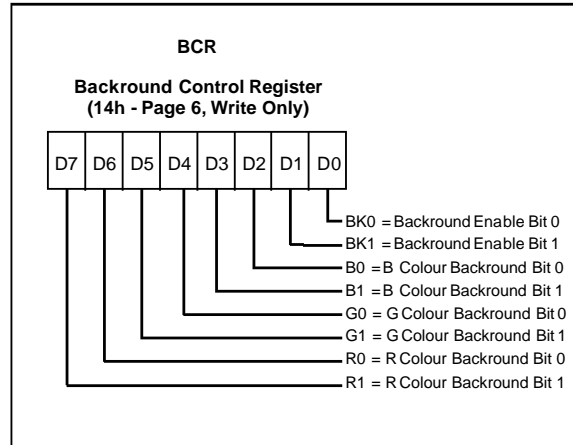 BCR
Backround Control Register
(14h - Page 6, Write Only)
D7 D6 D5 D4 D3 D2 D1 D0
BK0 = Backround Enable Bit 0
BK1 = Backround Enable Bit 1
B0 = B Colour Backround Bit 0
B1 = B Colour Backround Bit 1
G0 = G Colour Backround Bit 0
G1 = G Colour Backround Bit 1
R0 = R Colour Backround Bit 0
R1 = R Colour Backround Bit 1